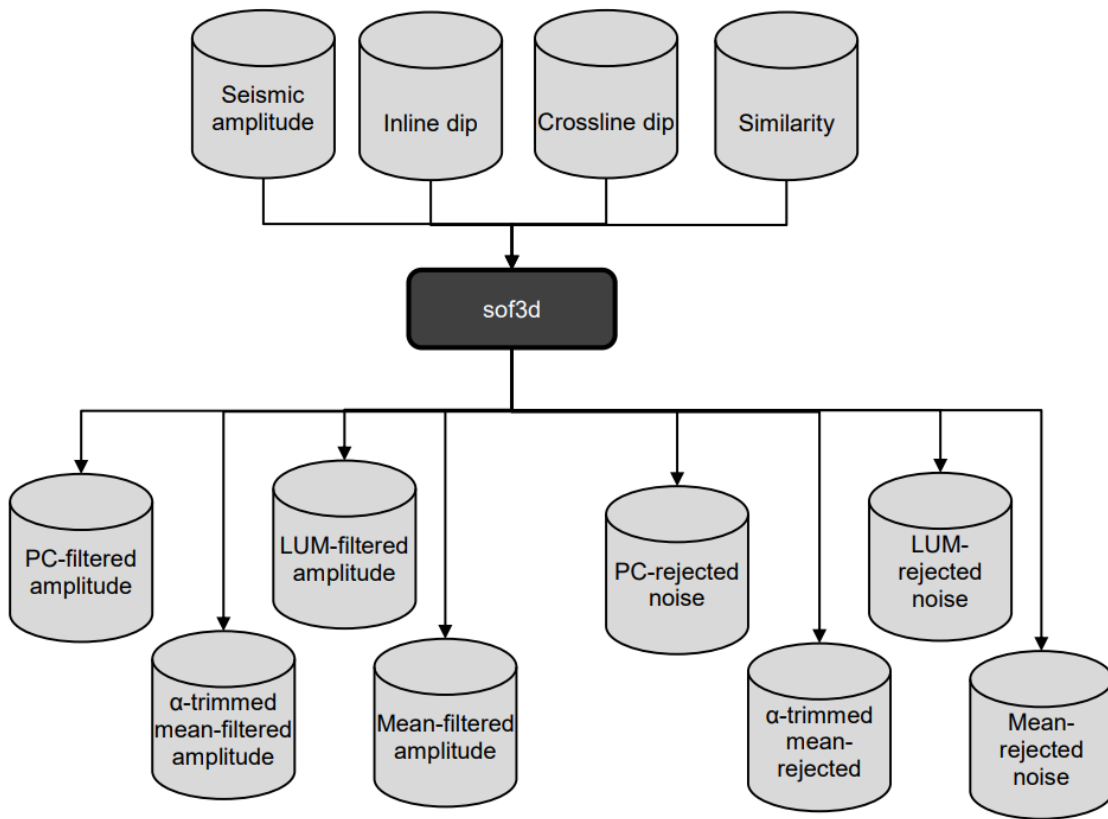 Seismic
amplitude
Inline dip
Crossline dip
Similarity
sof3d
PC-filtered
amplitude
LUM-filtered
amplitude
α-trimmed
mean-filtered
amplitude
Mean-filtered
amplitude
PC-rejected
noise
LUM-
rejected
noise
α-trimmed
mean-
rejected
Mean-
rejected
noise